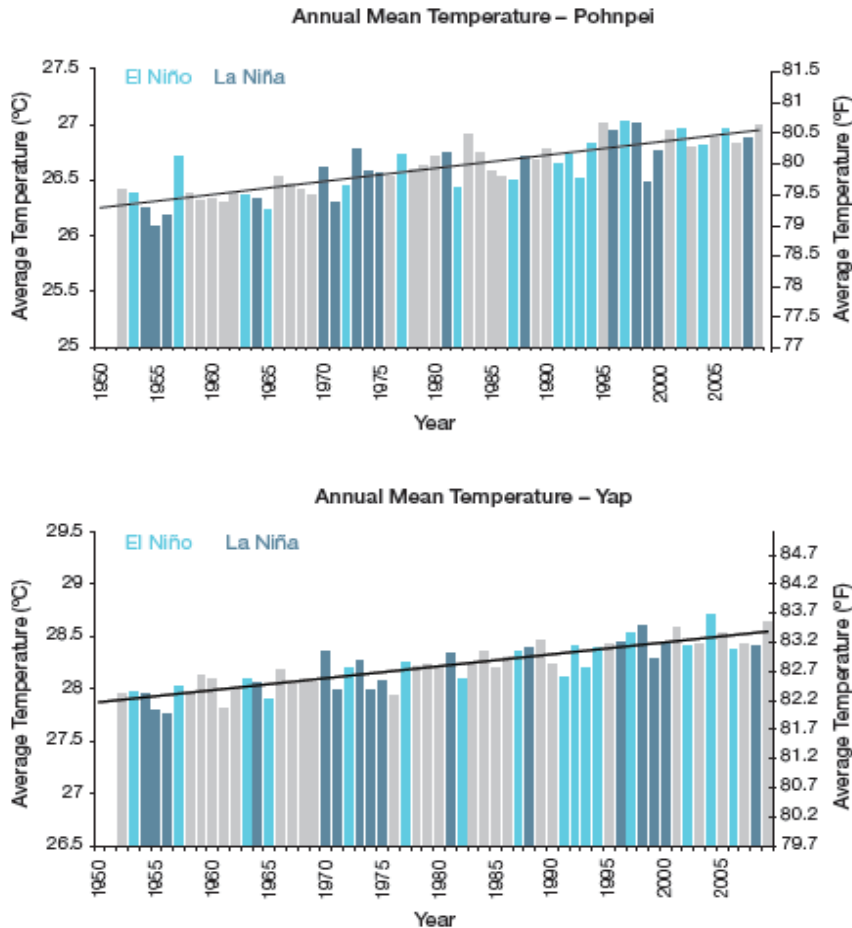 Annual Mean Temperature – Pohnpei
El Niño La Niña
Average Temperature (ºC)
27.5
27
26.5
26
25.5
25
Average Temperature (ºF)
81.5
81
80.5
80
79.5
79
78.5
78
77.5
77
1950 1955 1960 1965 1970 1975 1980 1985 1990 1995 2000 2005
Year
Annual Mean Temperature – Yap
El Niño La Niña
Average Temperature (ºC)
29.5
29
28.5
28
27.5
27
26.5
Average Temperature (ºF)
84.7
84.2
83.7
83.2
82.7
82.2
81.7
81.2
80.7
80.2
79.7
1950 1955 1960 1965 1970 1975 1980 1985 1990 1995 2000 2005
Year